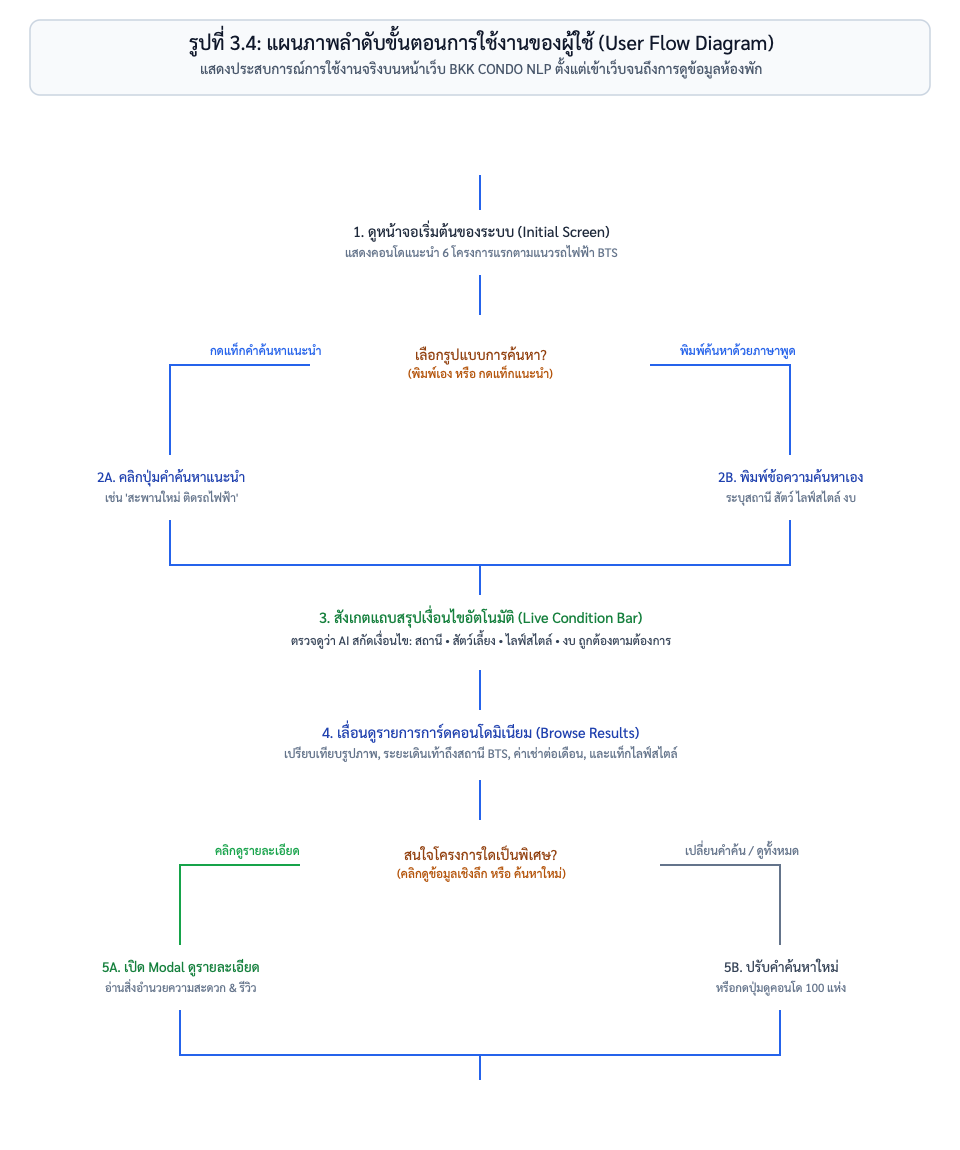 รูปที่ 3.4: แผนภาพลำดับขั้นตอนการใช้งานของผู้ใช้ (User Flow Diagram)
แสดงประสบการณ์การใช้งานจริงบนหน้าเว็บ BKK CONDO NLP ตั้งแต่เข้าเว็บจนถึงการดูข้อมูลห้องพัก
1. ดูหน้าจอเริ่มต้นของระบบ (Initial Screen)
แสดงคอนโดแนะนำ 6 โครงการแรกตามแนวรถไฟฟ้า BTS
กดแท็กคำค้นหาแนะนำ
เลือกรูปแบบการค้นหา?
(พิมพ์เอง หรือ กดแท็กแนะนำ)
พิมพ์ค้นหาด้วยภาษาพูด
2A. คลิกปุ่มคำค้นหาแนะนำ
เช่น 'สะพานใหม่ ติดรถไฟฟ้า'
2B. พิมพ์ข้อความค้นหาเอง
ระบุสถานี สัตว์ ไลฟ์สไตล์ งบ
3. สังเกตแถบสรุปเงื่อนไขอัตโนมัติ (Live Condition Bar)
ตรวจดูว่า AI สกัดเงื่อนไข: สถานี • สัตว์เลี้ยง • ไลฟ์สไตล์ • งบ ถูกต้องตามต้องการ
4. เลื่อนดูรายการการ์ดคอนโดมิเนียม (Browse Results)
เปรียบเทียบรูปภาพ, ระยะเดินเท้าถึงสถานี BTS, ค่าเช่าต่อเดือน, และแท็กไลฟ์สไตล์
คลิกดูรายละเอียด
สนใจโครงการใดเป็นพิเศษ?
(คลิกดูข้อมูลเชิงลึก หรือ ค้นหาใหม่)
เปลี่ยนคำค้น / ดูทั้งหมด
5A. เปิด Modal ดูรายละเอียด
อ่านสิ่งอำนวยความสะดวก & รีวิว
5B. ปรับคำค้นหาใหม่
หรือกดปุ่มดูคอนโด 100 แห่ง